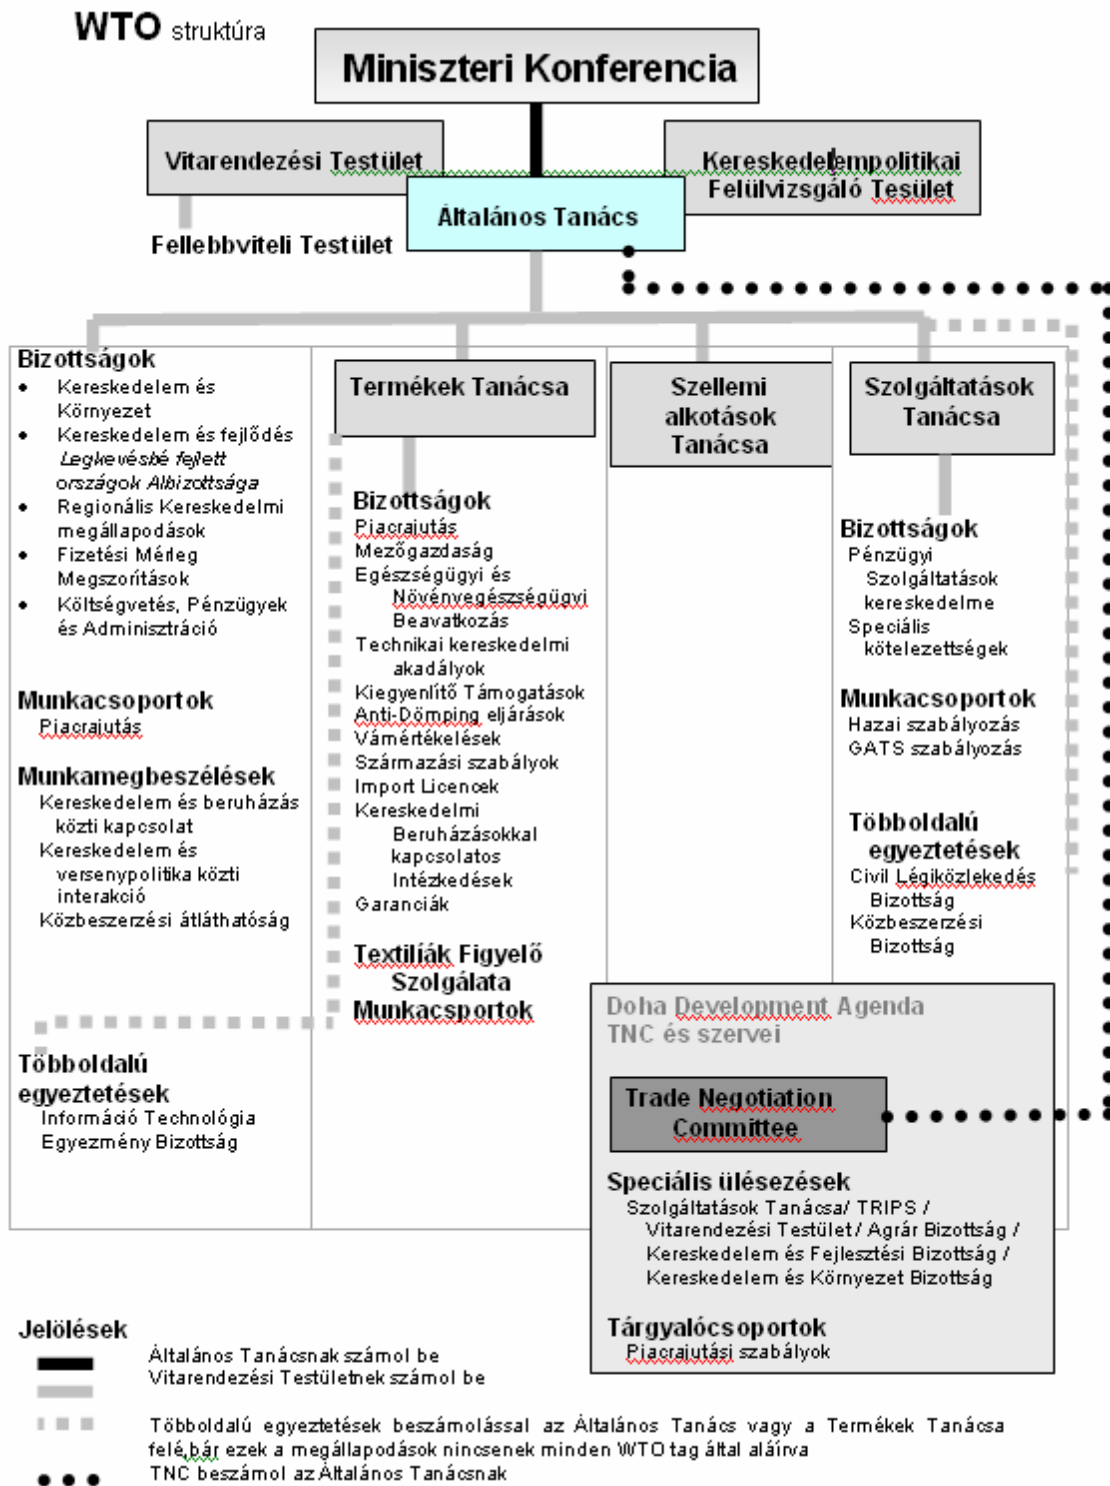 WTO struktúra
Miniszteri Konferencia
Vitarendezési Testület
Kereskedelempolitikai
Felülvizsgáló Tesület
Általános Tanács
Fellebbviteli Testület
Bizottságok
• Kereskedelem és
Környezet
• Kereskedelem és fejlődés
Legkevésbé fejlett
országok Albizottsága
• Regionális Kereskedelmi
megállapodások
• Fizetési Mérleg
Megszorítások
• Költségvetés, Pénzügyek
és Adminisztráció
Munkacsoportok
Piacrajutás
Munkamegbeszélések
Kereskedelem és beruházás
közti kapcsolat
Kereskedelem és
versenypolitika közti
interakció
Közbeszerzési átláthatóság
Többoldalú
egyeztetések
Információ Technológia
Egyezmény Bizottság
Termékek Tanácsa
Bizottságok
Piacrajutás
Mezőgazdaság
Egészségügyi és
Növényegészségügyi
Beavatkozás
Technikai kereskedelmi
akadályok
Kiegyenlítő Támogatások
Anti-Dömping eljárások
Vámértékelések
Származási szabályok
Import Licencek
Kereskedelmi
Beruházásokkal
kapcsolatos
Intézkedések
Garanciák
Textilíák Figyelő
Szolgálata
Munkacsportok
Szellemi
alkotások
Tanácsa
Szolgáltatások
Tanácsa
Bizottságok
Pénzügyi
Szolgáltatások
kereskedelme
Speciális
kötelezettségek
Munkacsoportok
Hazai szabályozás
GATS szabályozás
Többoldalú
egyeztetések
Civil Légiközlekedés
Bizottság
Közbeszerzési
Bizottság
Doha Development Agenda
TNC és szervei
Trade Negotiation
Committee
Speciális ülésezések
Szolgáltatások Tanácsa/ TRIPS /
Vitarendezési Testület / Agrár Bizottság /
Kereskedelem és Fejlesztési Bizottság /
Kereskedelem és Környezet Bizottság
Tárgyalócsoportok
Piacrajutási szabályok
Jelölések
Általános Tanácsnak számol be
Vitarendezési Testületnek számol be
Többoldalú egyeztetések beszámolással az Általános Tanács vagy a Termékek Tanácsa
felé,bár ezek a megállapodások nincsenek minden WTO tag által aláírva
TNC beszámol az Általános Tanácsnak